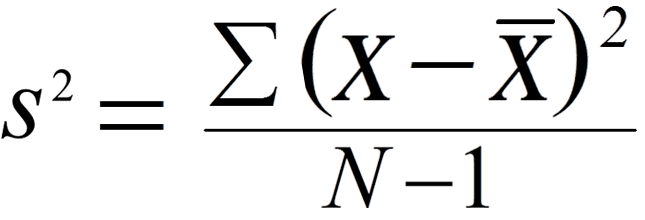 s² = ∑(X − X̅)² / N − 1